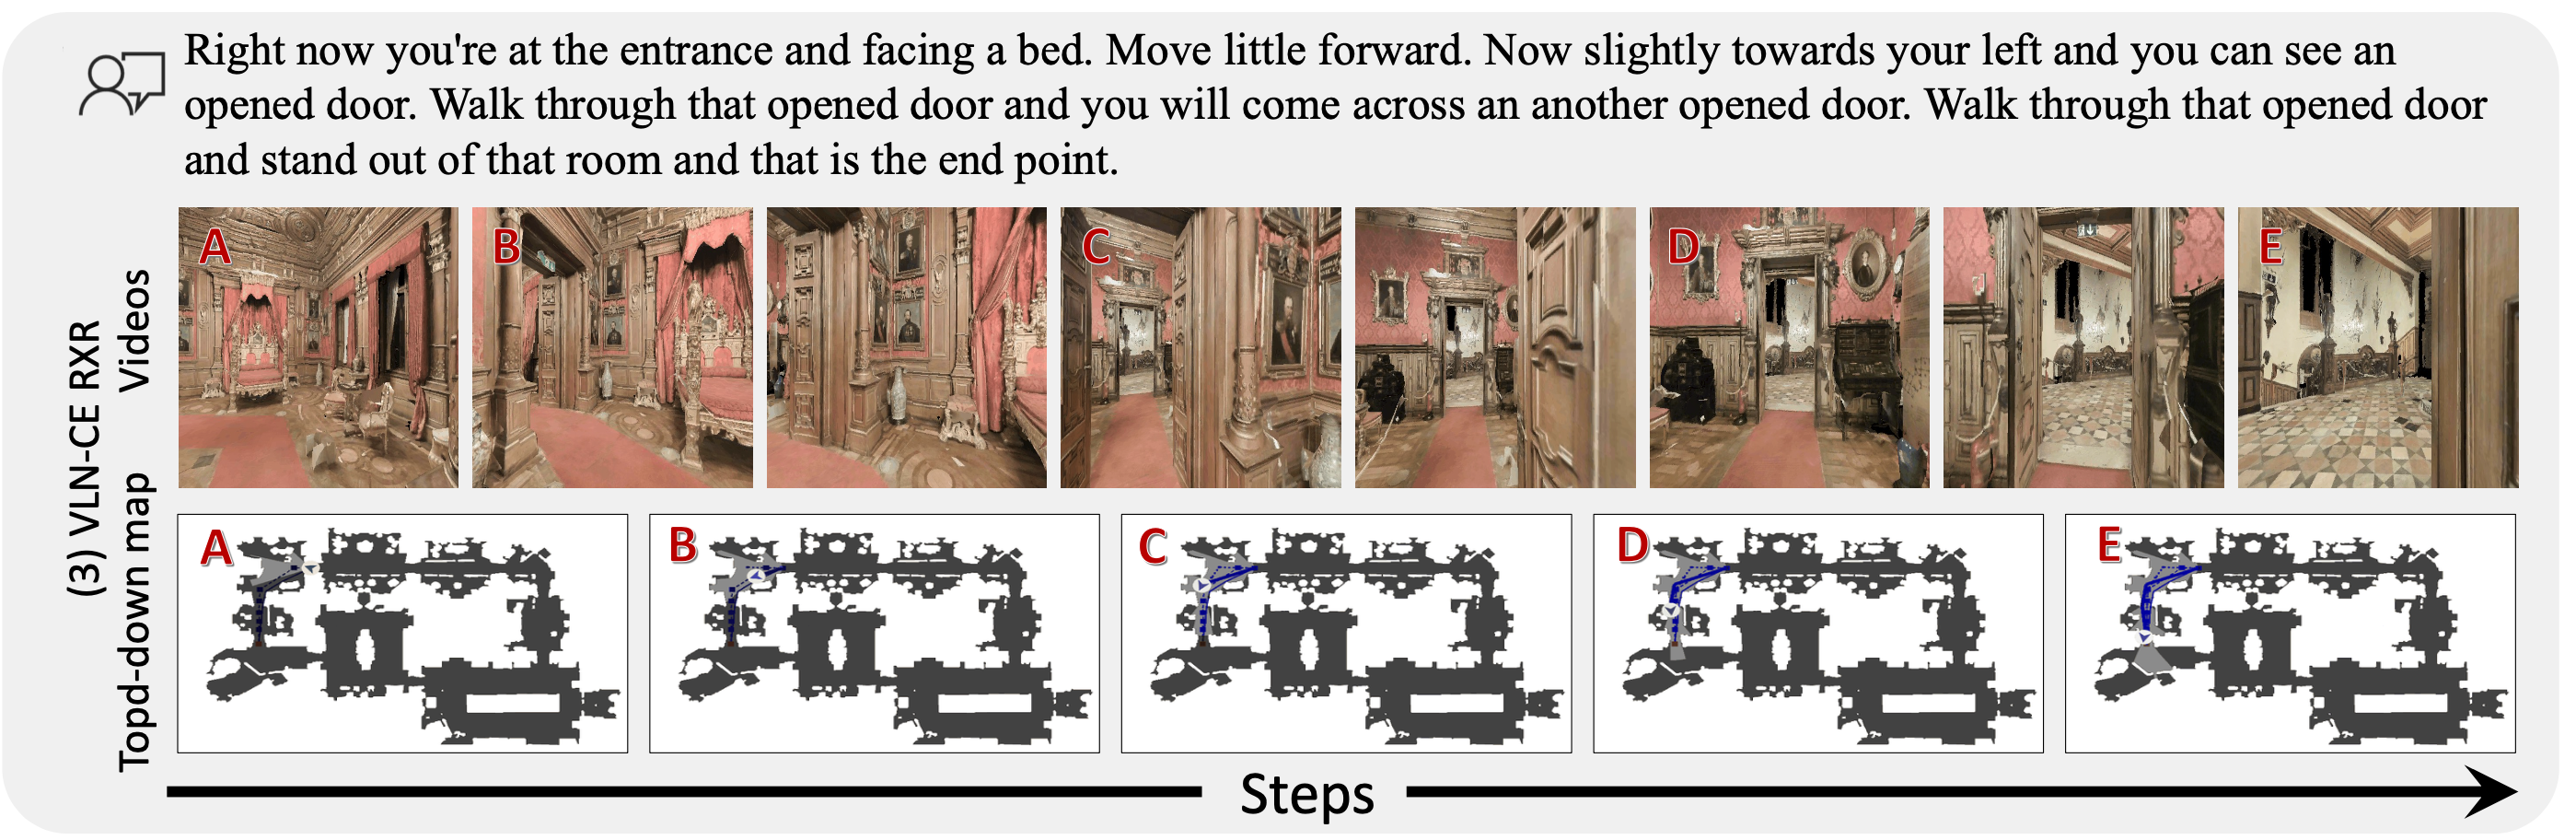 Right now you're at the entrance and facing a bed. Move little forward. Now slightly towards your left and you can see an
opened door. Walk through that opened door and you will come across an another opened door. Walk through that opened door
and stand out of that room and that is the end point.
(3) VLN-CE RXR
Videos
A
B
C
D
E
Topd-down map
A
B
C
D
E
Steps